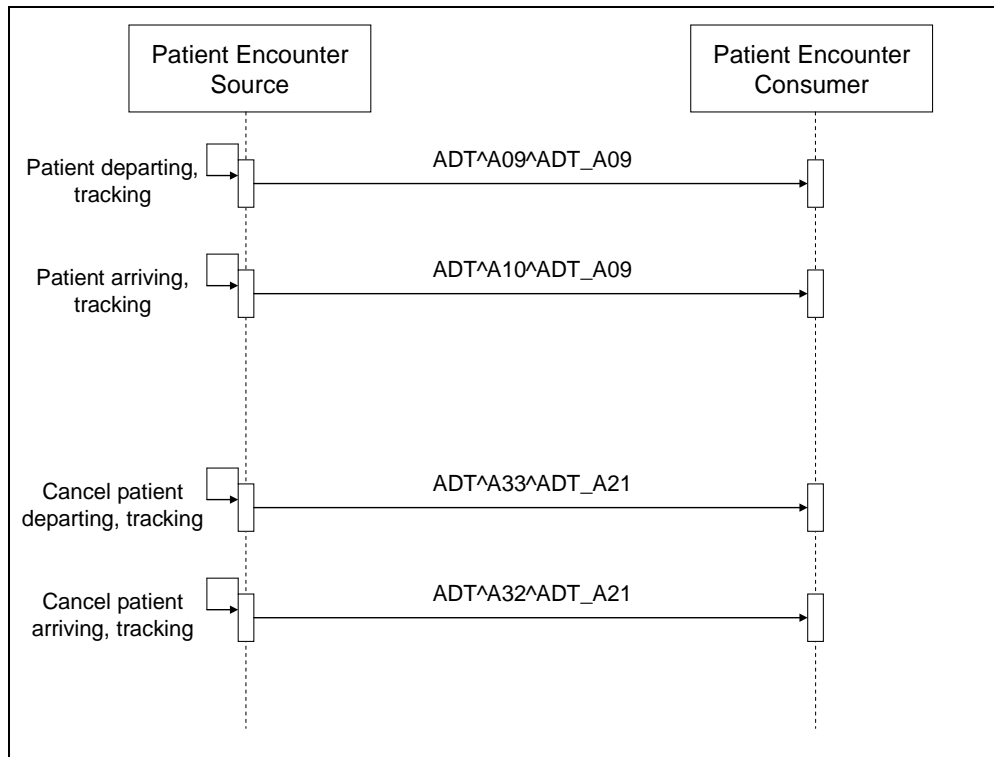 Patient Encounter
Source
Patient Encounter
Consumer
Patient departing,
tracking
ADT^A09^ADT_A09
Patient arriving,
tracking
ADT^A10^ADT_A09
Cancel patient
departing, tracking
ADT^A33^ADT_A21
Cancel patient
arriving, tracking
ADT^A32^ADT_A21